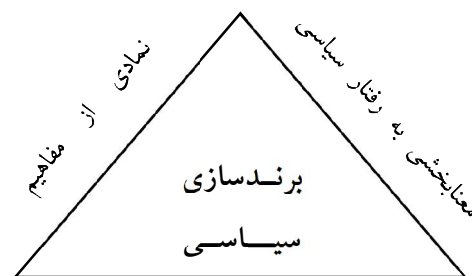 معنابخشی به رفتار سیاسی
نمادی از مفاهیم
برندسازی
سیاسی